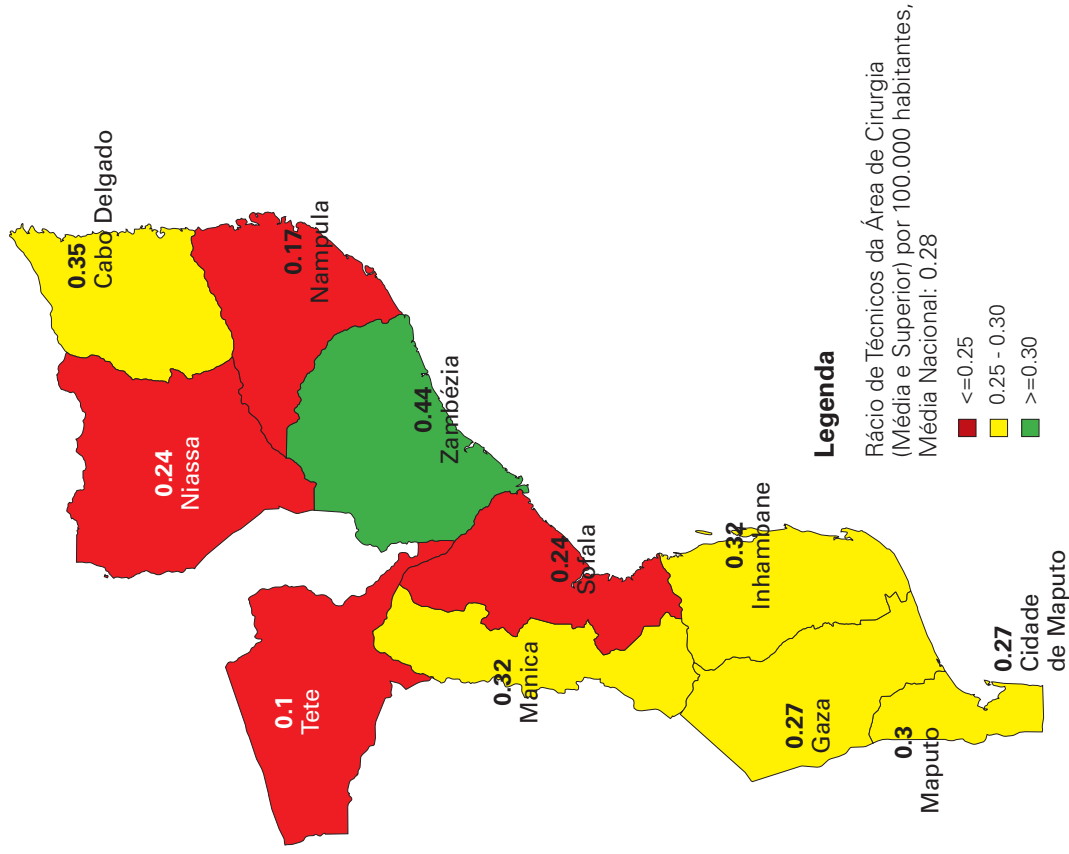 0.35
Cabo Delgado
0.24
Niassa
0.17
Nampula
0.44
Zambézia
0.1
Tete
0.24
Sofala
0.32
Manica
0.32
Inhambane
0.27
Gaza
0.3
Maputo
0.27
Cidade
de Maputo
Legenda
Rácio de Técnicos da Área de Cirurgia
(Média e Superior) por 100.000 habitantes,
Média Nacional: 0.28
<=0.25
0.25 - 0.30
>=0.30